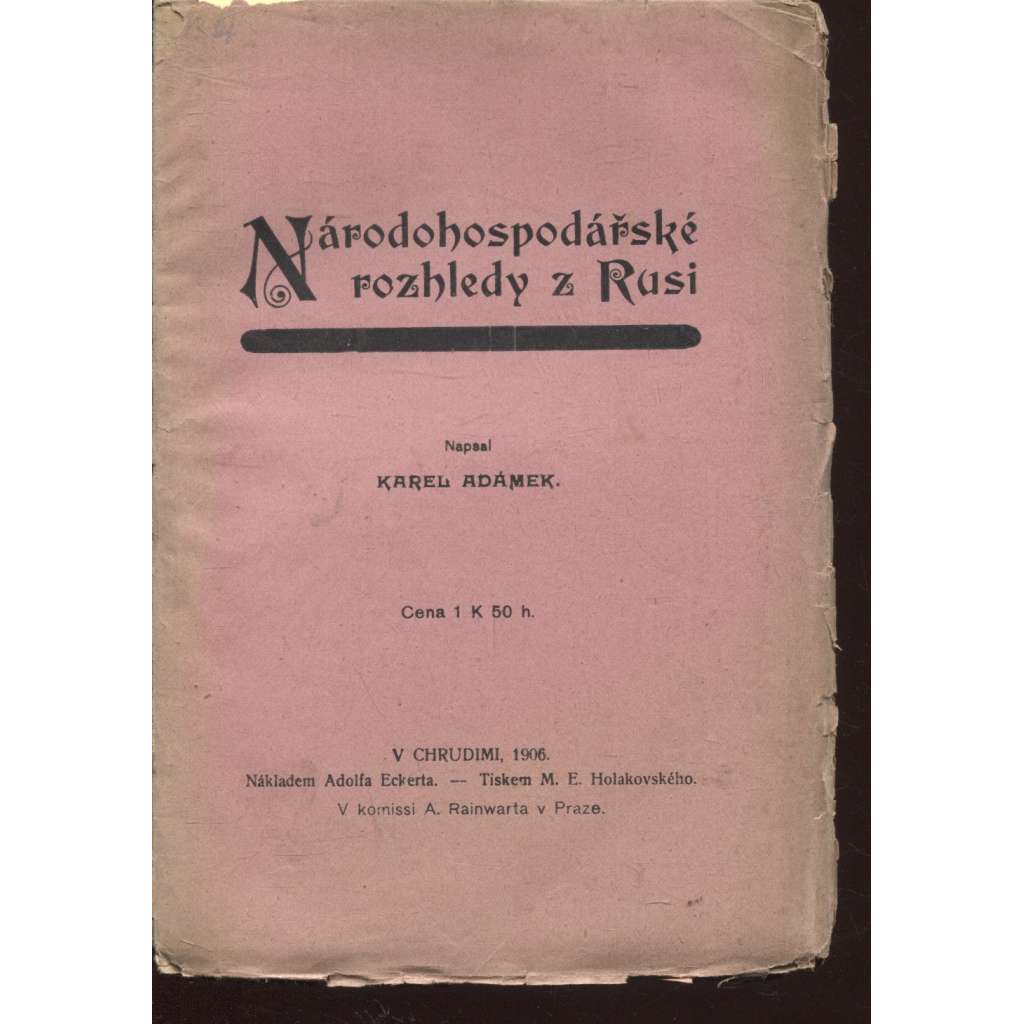 Národohospodářské
rozhledy z Rusi
Napsal
KAREL ADÁMEK.
Cena 1 K 50 h.
V CHRUDIMI, 1906.
Nákladem Adolfa Eckerta. — Tiskem M. E. Holakovského.
V komissi A. Rainwarta v Praze.